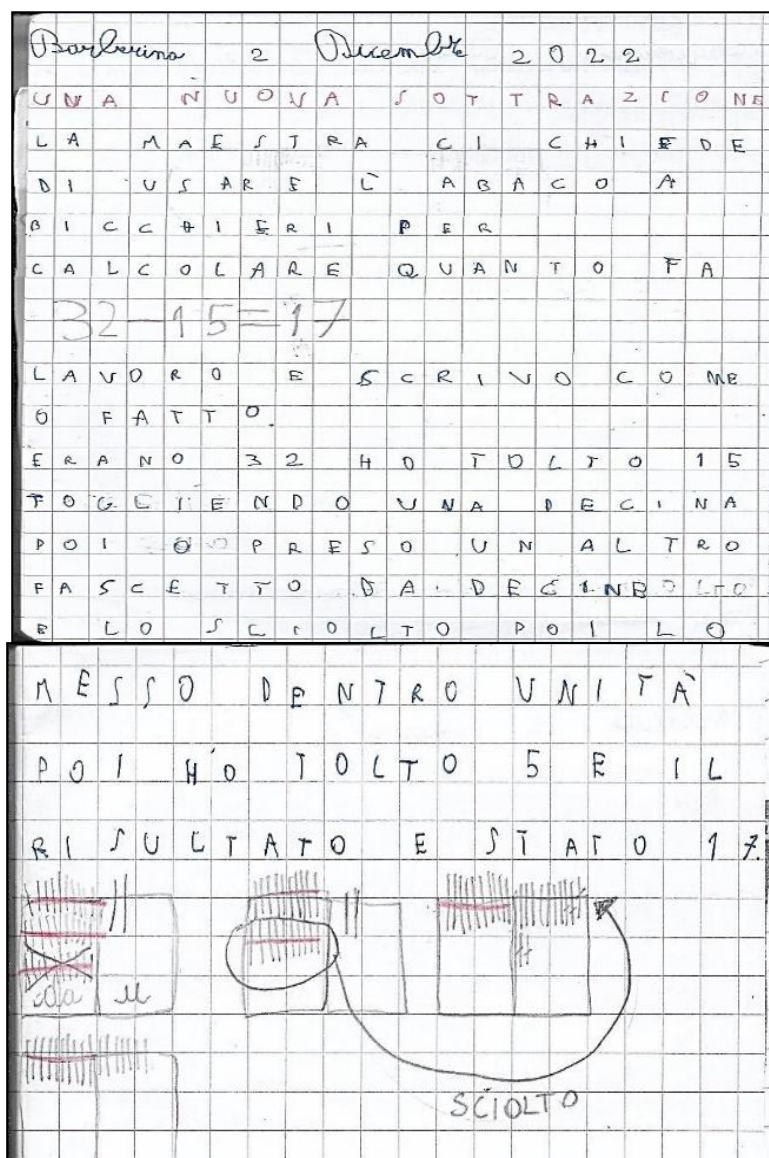 Barberino 2 Dicembre 2022
UNA NUOVA SOTTRAZIONE
LA MAESTRA CI CHIEDE
DI USARE L'ABACO A
BICCHIERI PER
CALCOLARE QUANTO FA
32-15=17
LAVORO E SCRIVO COME
O FATTO.
ERANO 32 HO TOLTO 15
TOGLIENDO UNA DECINA
POI O PRESO UN ALTRO
FASCETTO DA DECINE
E LO SCIOLTO POI LO
MESSO DENTRO UNITÀ
POI HO TOLTO 5 E IL
RISULTATO E STATO 17.
da u
SCIOLTO